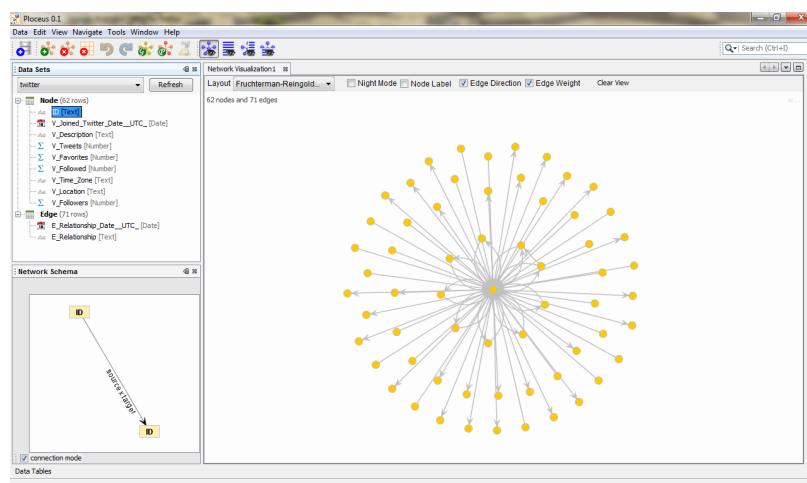 Ploceus 0.1
Data Edit View Navigate Tools Window Help
Search (Ctrl+I)
Data Sets
twitter
Refresh
Node (62 rows)
ID [Text]
V_Joined_Twitter_Date__UTC_ [Date]
V_Description [Text]
V_Tweets [Number]
V_Favorites [Number]
V_Followed [Number]
V_Time_Zone [Text]
V_Location [Text]
V_Followers [Number]
Edge (71 rows)
E_Relationship_Date__UTC_ [Date]
E_Relationship [Text]
Network Schema
ID
source x target
ID
connection mode
Data Tables
Network Visualization1
Layout Fruchterman-Reingold... Night Mode Node Label Edge Direction Edge Weight Clear View
62 nodes and 71 edges